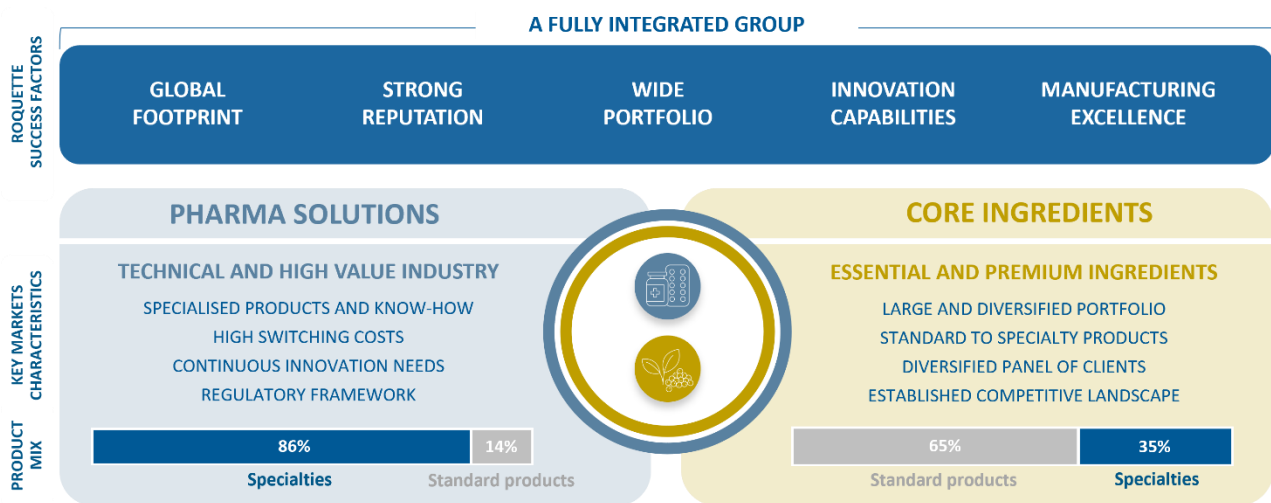 A FULLY INTEGRATED GROUP
ROQUETTE
SUCCESS FACTORS
GLOBAL
FOOTPRINT
STRONG
REPUTATION
WIDE
PORTFOLIO
INNOVATION
CAPABILITIES
MANUFACTURING
EXCELLENCE
PHARMA SOLUTIONS
KEY MARKETS
CHARACTERISTICS
TECHNICAL AND HIGH VALUE INDUSTRY
SPECIALISED PRODUCTS AND KNOW-HOW
HIGH SWITCHING COSTS
CONTINUOUS INNOVATION NEEDS
REGULATORY FRAMEWORK
CORE INGREDIENTS
ESSENTIAL AND PREMIUM INGREDIENTS
LARGE AND DIVERSIFIED PORTFOLIO
STANDARD TO SPECIALTY PRODUCTS
DIVERSIFIED PANEL OF CLIENTS
ESTABLISHED COMPETITIVE LANDSCAPE
PRODUCT
MIX
86%
14%
Specialties
Standard products
65%
35%
Standard products
Specialties